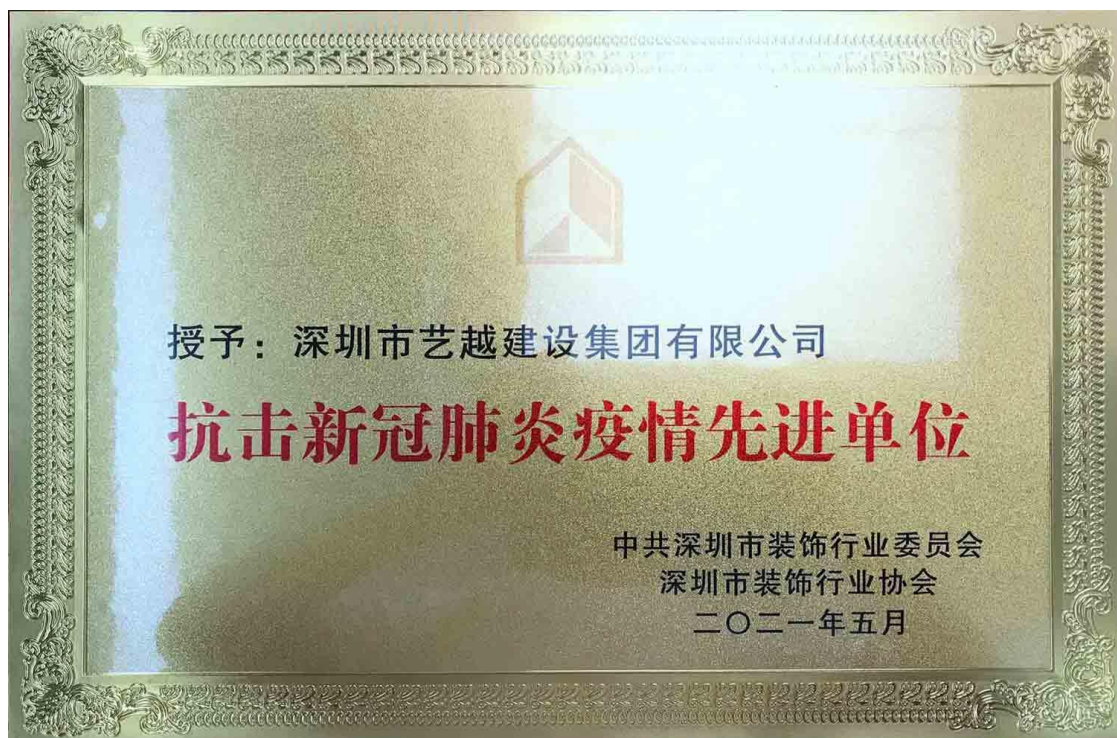 授予：深圳市艺越建设集团有限公司
抗击新冠肺炎疫情先进单位
中共深圳市装饰行业委员会
深圳市装饰行业协会
二〇二一年五月